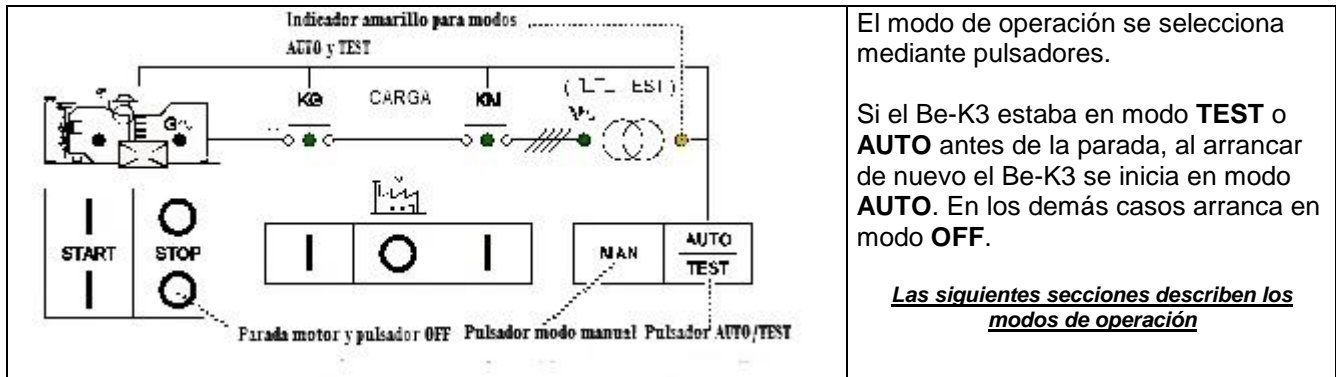 Indicador amarillo para modos
AUTO y TEST
KG
CARGA
KM
START
STOP
MAN
AUTO
TEST
Parada motor y pulsador OFF
Pulsador modo manual
Pulsador AUTO/TEST
El modo de operación se selecciona
mediante pulsadores.
Si el Be-K3 estaba en modo TEST o
AUTO antes de la parada, al arrancar
de nuevo el Be-K3 se inicia en modo
AUTO. En los demás casos arranca en
modo OFF.
Las siguientes secciones describen los
modos de operación